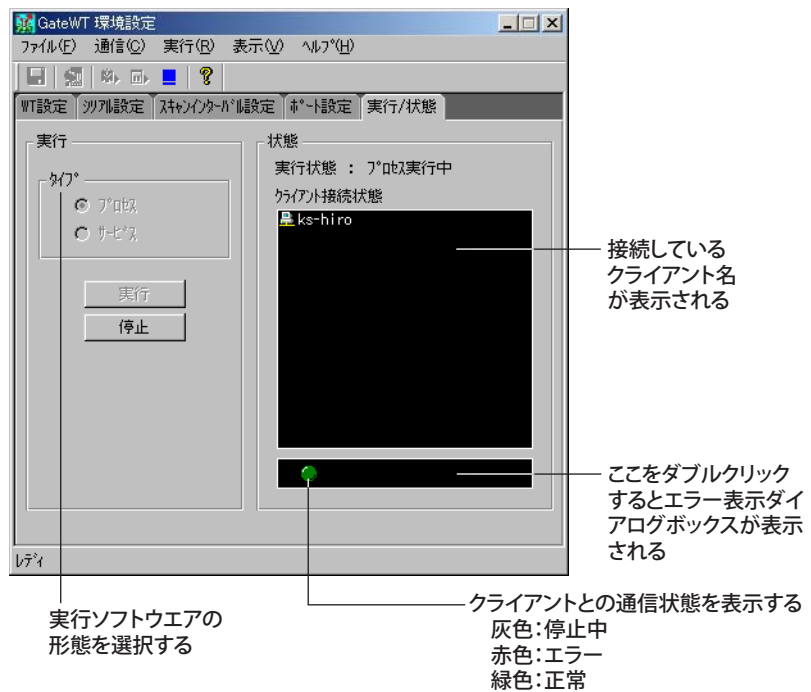 GateWT 環境設定
ファイル(F) 通信(C) 実行(R) 表示(V) ヘルプ(H)
WT設定 シリアル設定 スキャンインターバル設定 ポート設定 実行/状態
実行
タイプ
プロセス
サービス
実行
停止
状態
実行状態 : プロセス実行中
クライアント接続状態
ks-hiro
レディ
接続している
クライアント名
が表示される
ここをダブルクリック
するとエラー表示ダイ
アログボックスが表示
される
実行ソフトウエアの
形態を選択する
クライアントとの通信状態を表示する
灰色:停止中
赤色:エラー
緑色:正常